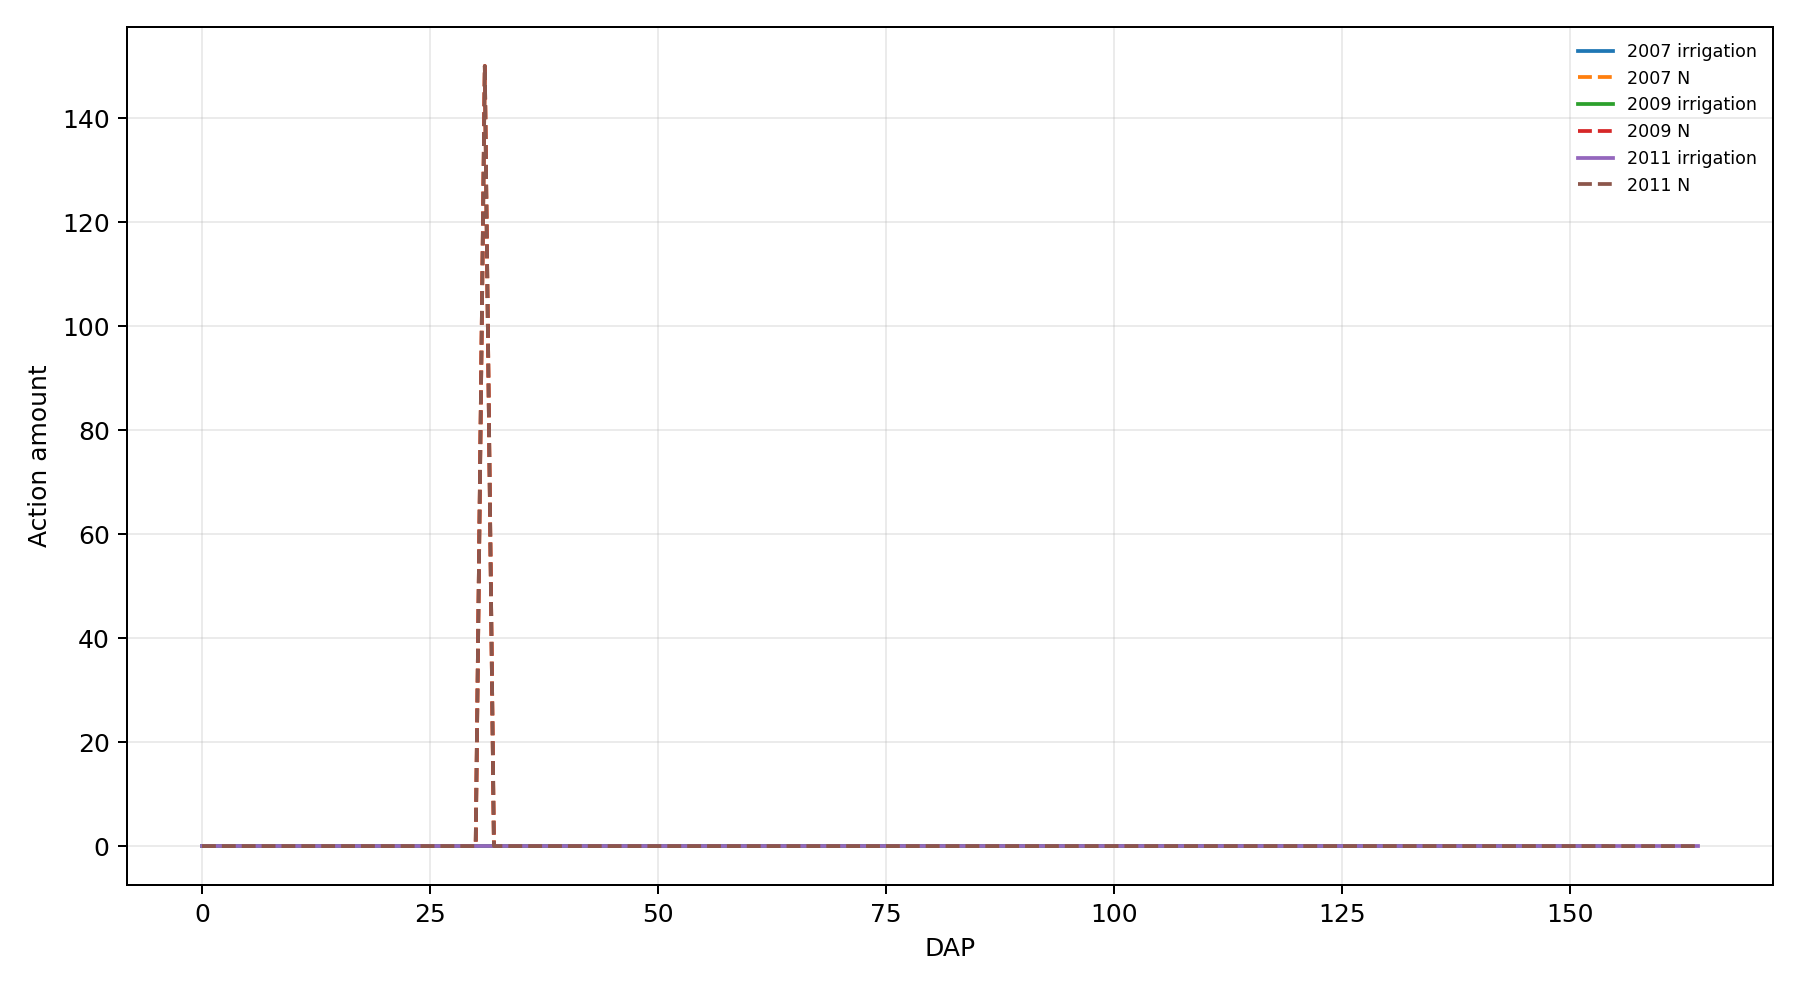 2007 irrigation
2007 N
2009 irrigation
2009 N
2011 irrigation
2011 N
140
120
100
80
60
40
20
0
Action amount
0 25 50 75 100 125 150
DAP